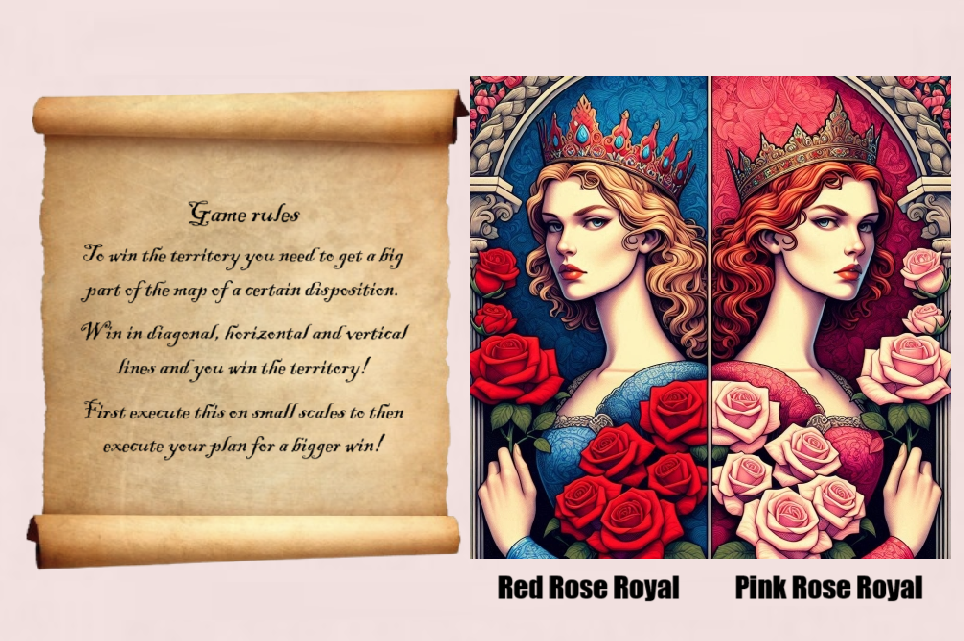 Game rules
To win the territory you need to get a big
part of the map of a certain disposition.
Win in diagonal, horizontal and vertical
lines and you win the territory!
First execute this on small scales to then
execute your plan for a bigger win!
Red Rose Royal
Pink Rose Royal